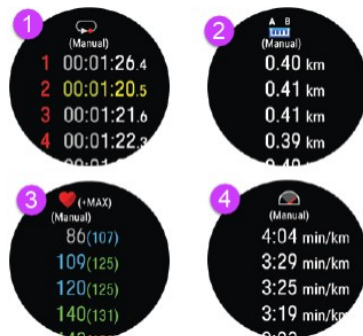 1
(Manual)
1 00:01:26.4
2 00:01:20.5
3 00:01:21.6
4 00:01:22.3
2
A B
(Manual)
0.40 km
0.41 km
0.41 km
0.39 km
3
(+MAX)
(Manual)
86(107)
109(125)
120(125)
140(131)
4
(Manual)
4:04 min/km
3:29 min/km
3:25 min/km
3:19 min/km